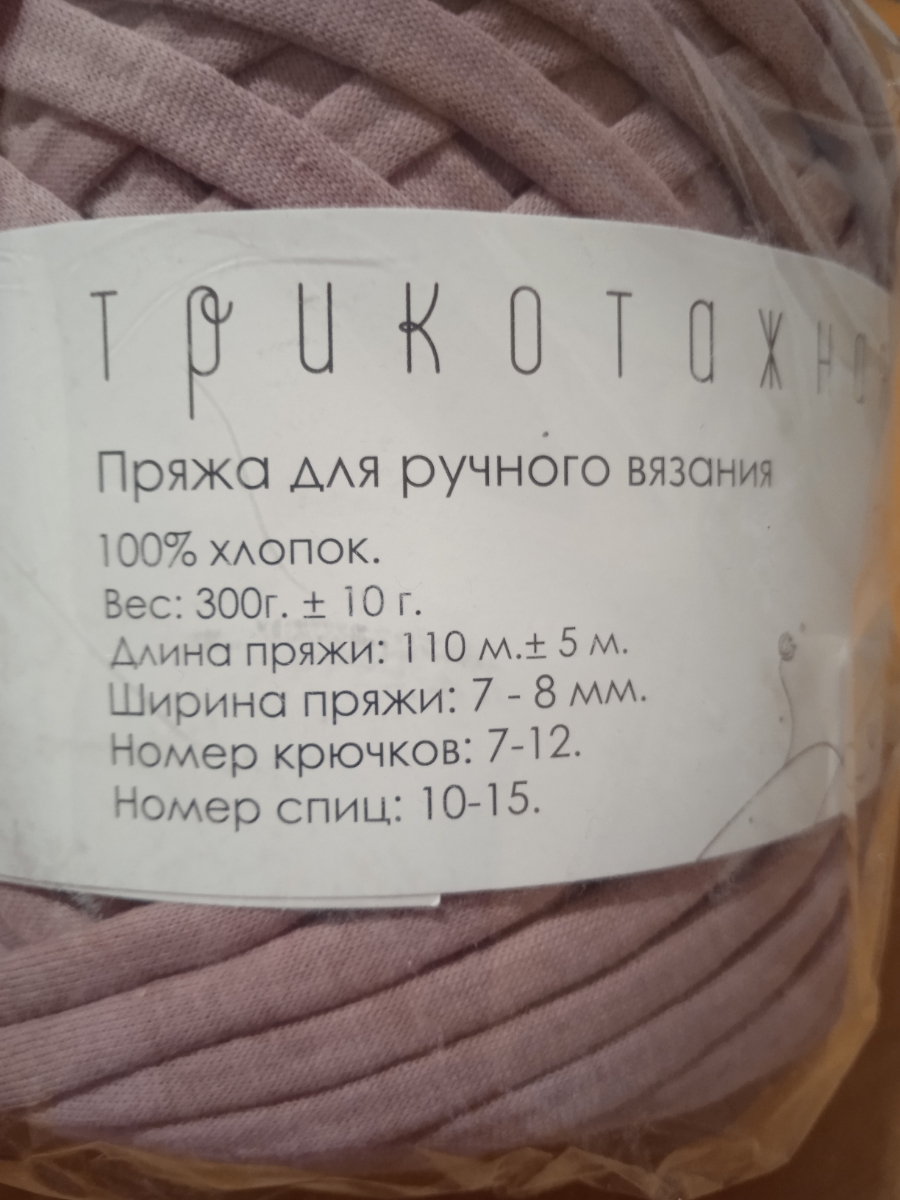 Трикотажная
Пряжа для ручного вязания
100% хлопок.
Вес: 300г. ± 10 г.
Длина пряжи: 110 м.± 5 м.
Ширина пряжи: 7 - 8 мм.
Номер крючков: 7-12.
Номер спиц: 10-15.